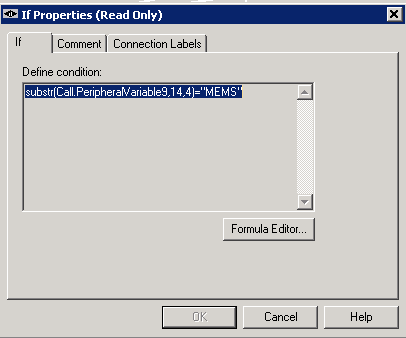 If Properties (Read Only)
If
Comment
Connection Labels
Define condition:
substr(Call.PeripheralVariable9,14,4)="MEMS"
Formula Editor...
OK
Cancel
Help